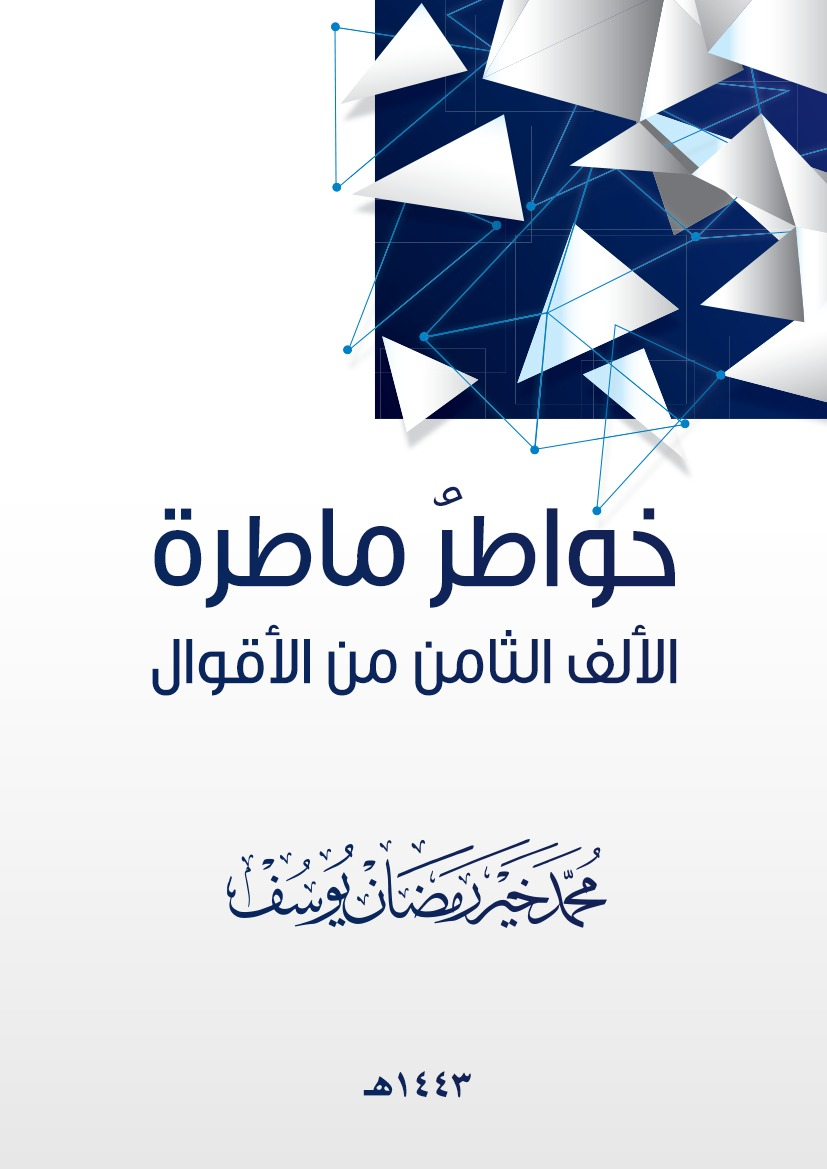 خواطرُ ماطرة
الألف الثامن من الأقوال
محمد خير رمضان يوسف
١٤٤٣هـ